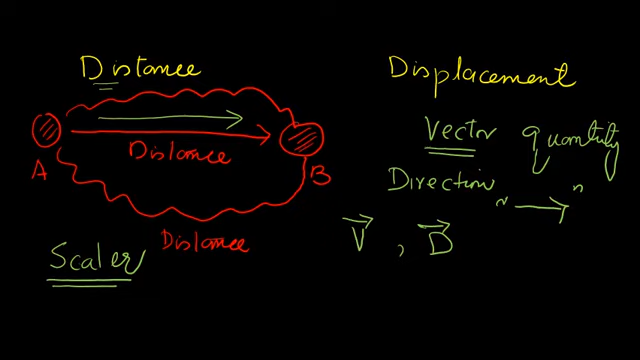 Distance
Distance
A
B
Distance
Scaler
Displacement
Vector quantity
Direction " → "
V , D